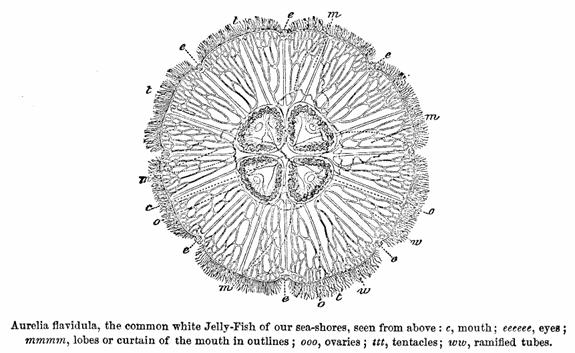 t e m
e e
t
m
m
c o
o w
e e
m w
e o t
Aurelia flavidula, the common white Jelly-Fish of our sea-shores, seen from above : c, mouth ; eeeeee, eyes ;
mmmm, lobes or curtain of the mouth in outlines ; ooo, ovaries ; ttt, tentacles ; ww, ramified tubes.